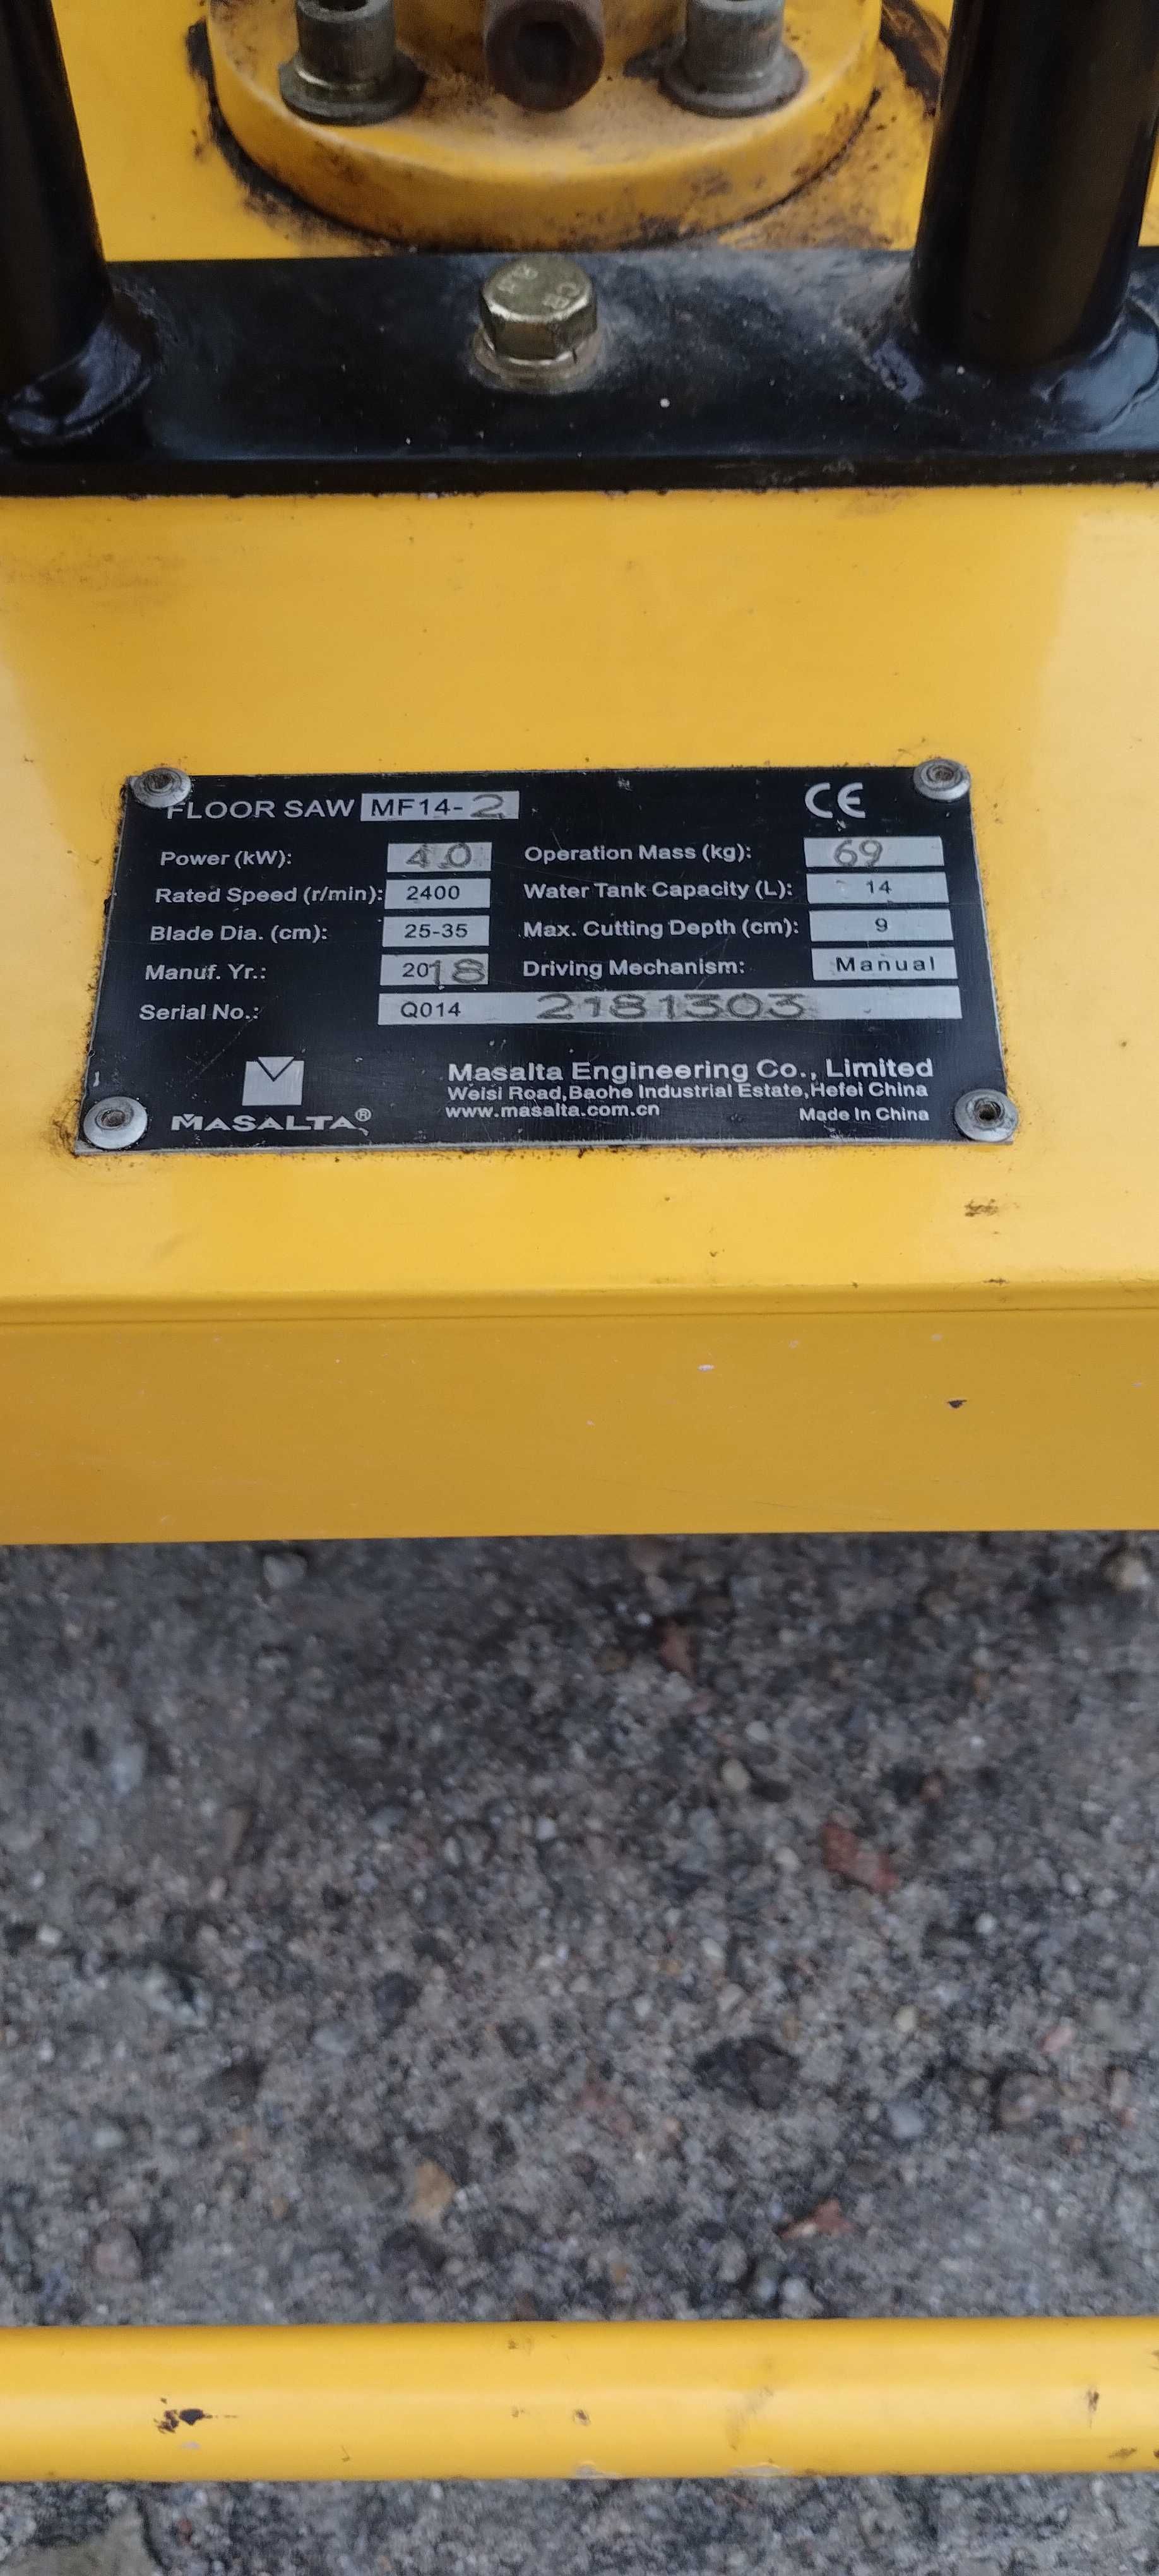 FLOOR SAW MF14-2 CE
Power (kW): 4.0 Operation Mass (kg): 69
Rated Speed (r/min): 2400 Water Tank Capacity (L): 14
Blade Dia. (cm): 25-35 Max. Cutting Depth (cm): 9
Manuf. Yr.: 2018 Driving Mechanism: Manual
Serial No.: Q014 2181303
Masalta Engineering Co., Limited
Weisi Road,Baohe Industrial Estate,Hefei China
MASALTA® www.masalta.com.cn Made In China